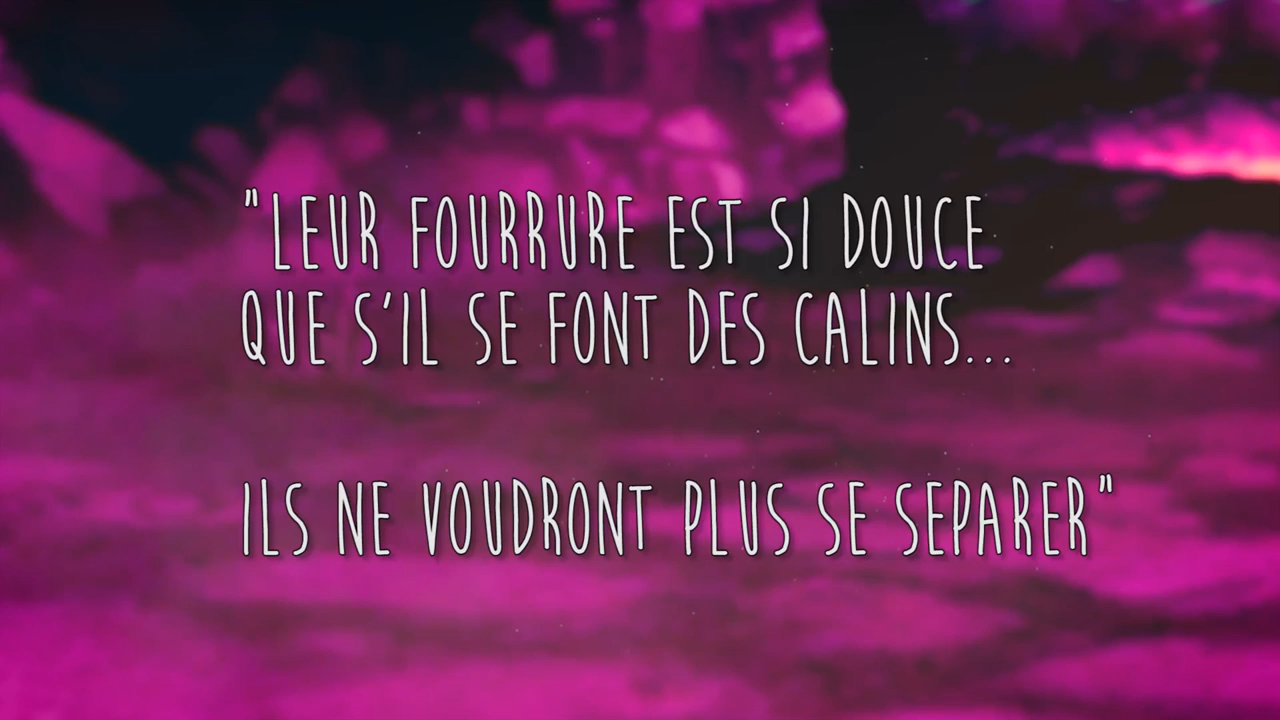 "LEUR FOURRURE EST SI DOUCE
QUE S'IL SE FONT DES CALINS...
ILS NE VOUDRONT PLUS SE SEPARER"